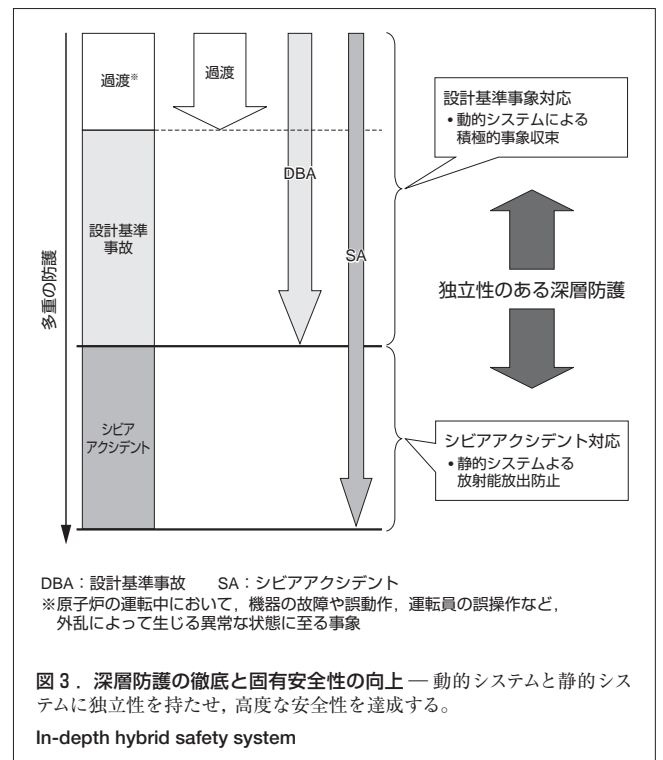 過渡※
過渡
DBA
SA
設計基準
事故
シビア
アクシデント
多重の防護
設計基準事象対応
• 動的システムによる
積極的事象収束
独立性のある深層防護
シビアアクシデント対応
• 静的システムよる
放射能放出防止
DBA：設計基準事故　　SA：シビアアクシデント
※原子炉の運転中において，機器の故障や誤動作，運転員の誤操作など，
外乱によって生じる異常な状態に至る事象
図 3 ．深層防護の徹底と固有安全性の向上 — 動的システムと静的シス
テムに独立性を持たせ，高度な安全性を達成する。
In-depth hybrid safety system